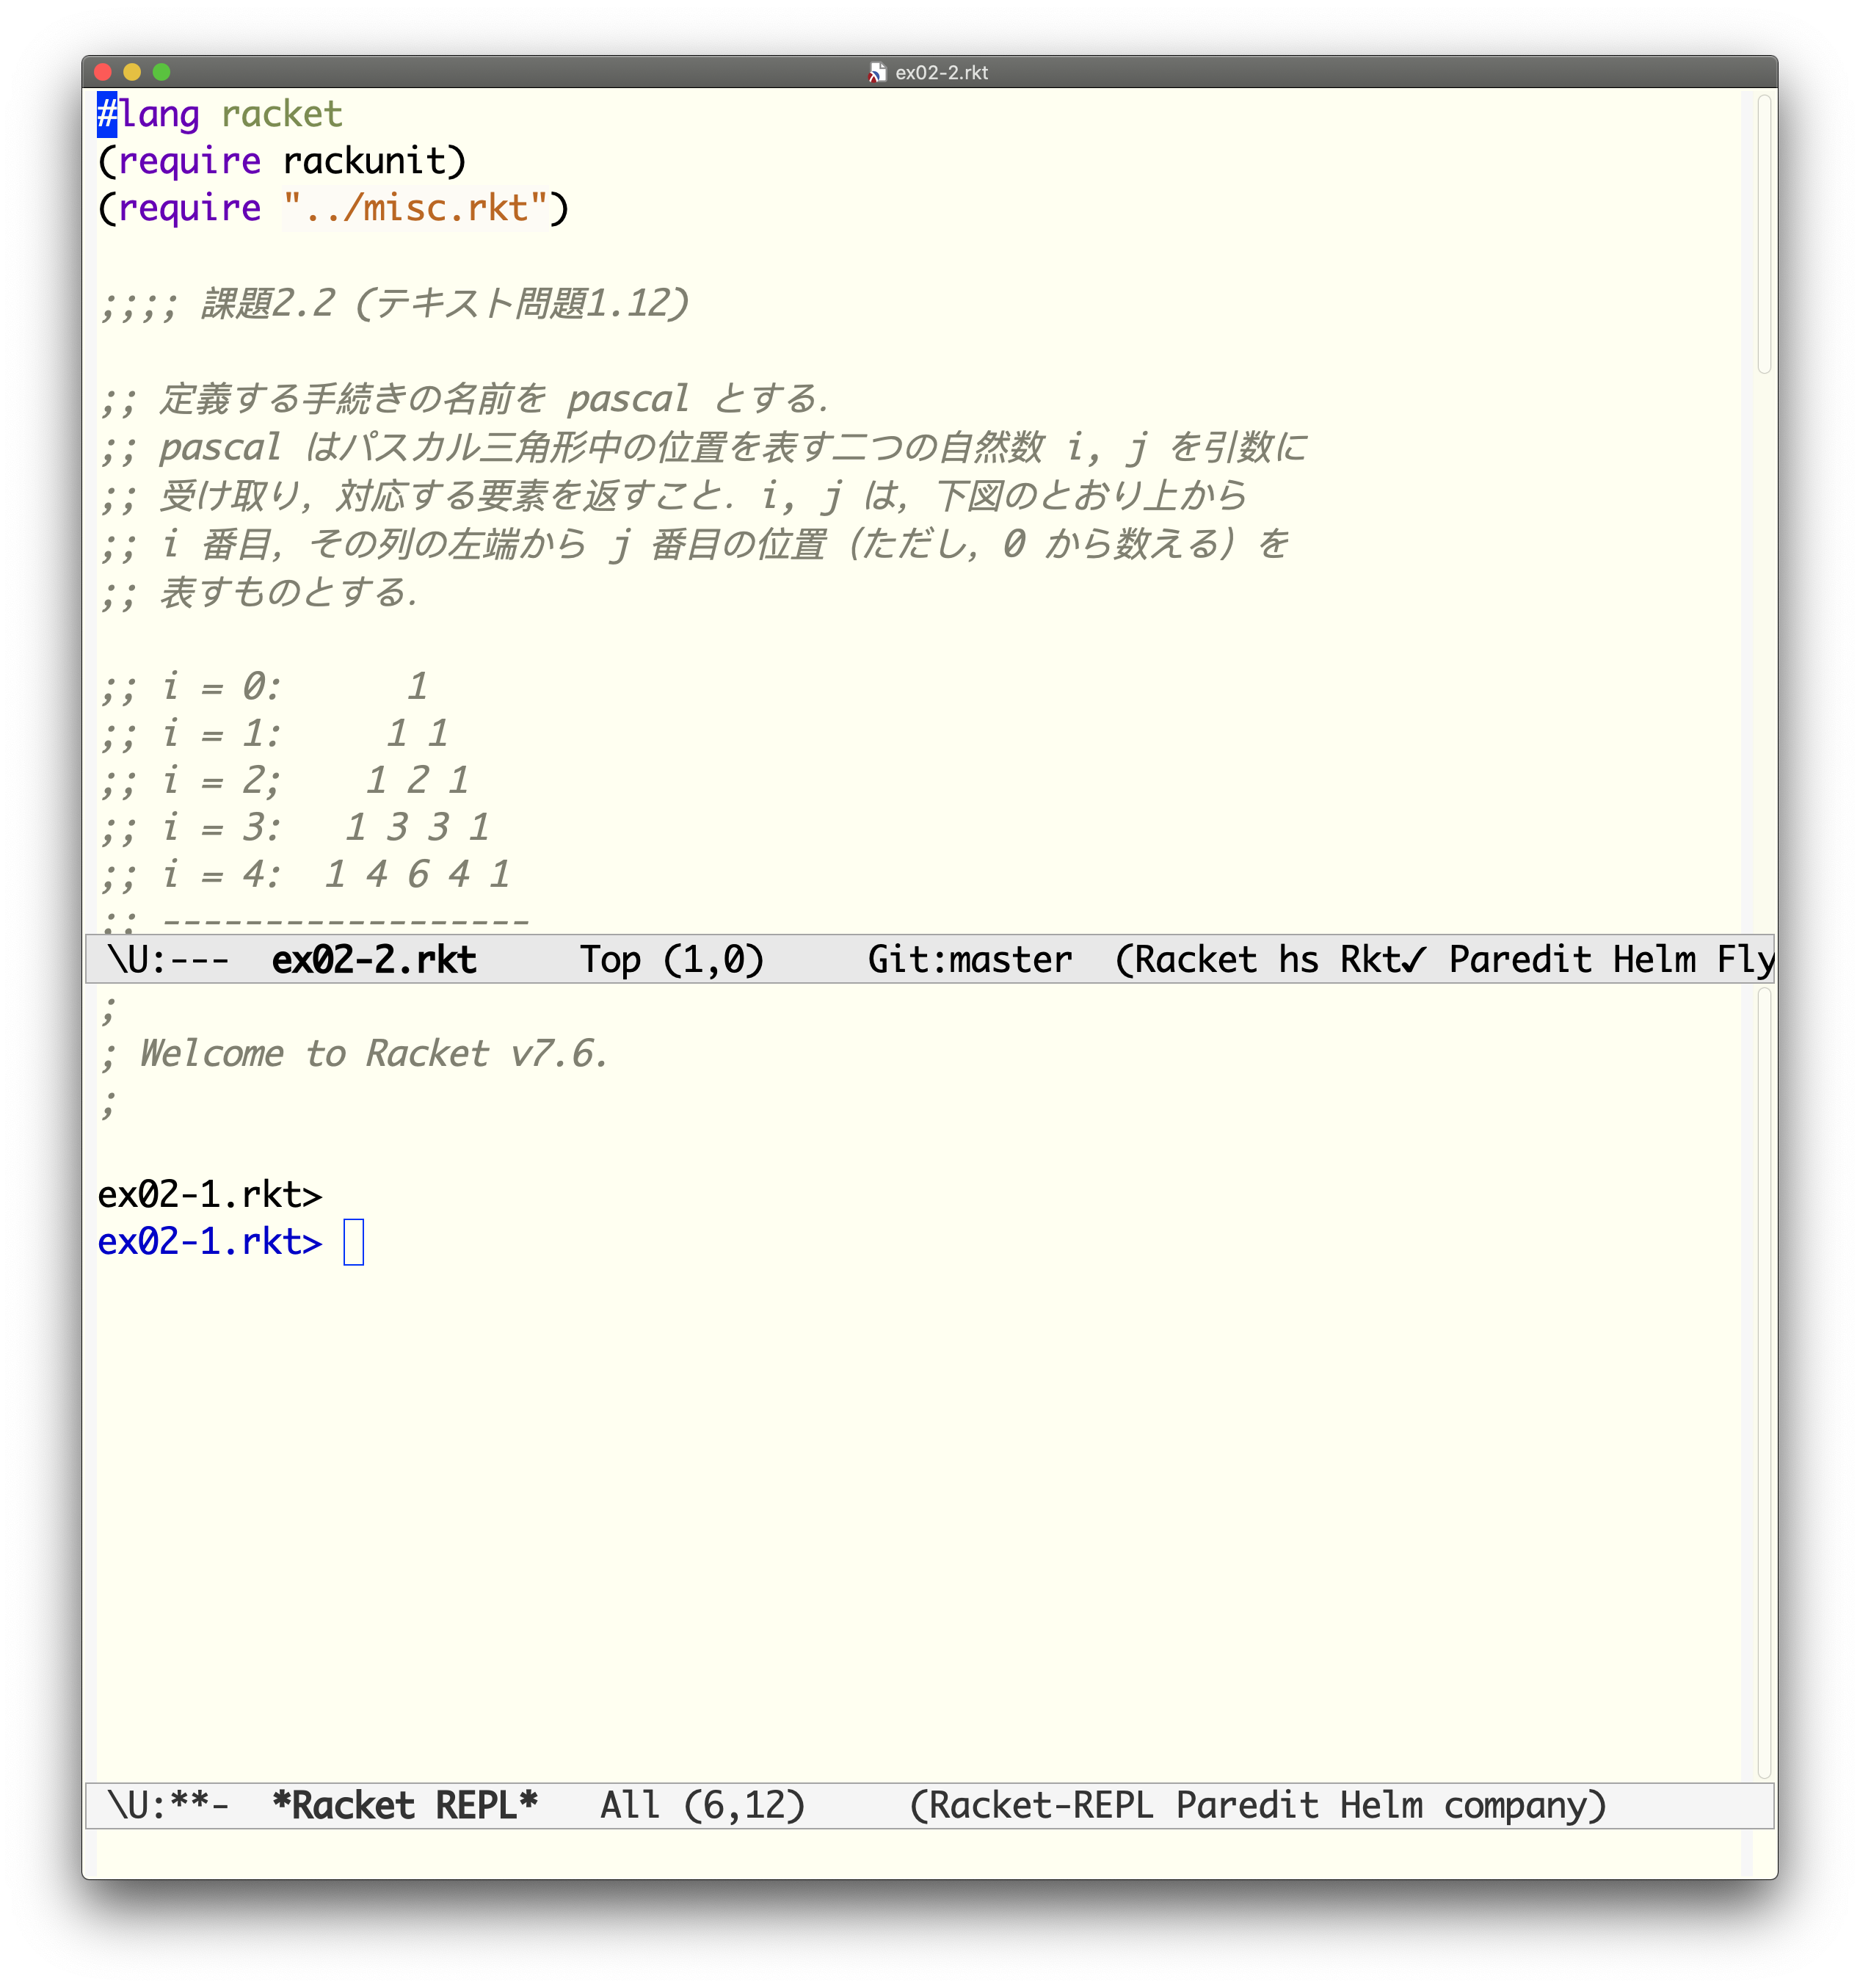 ex02-2.rkt
#lang racket
(require rackunit)
(require "../misc.rkt")
;;;; 課題2.2 (テキスト問題1.12)
;; 定義する手続きの名前を pascal とする．
;; pascal はパスカル三角形中の位置を表す二つの自然数 i, j を引数に
;; 受け取り，対応する要素を返すこと．i, j は，下図のとおり上から
;; i 番目，その列の左端から j 番目の位置（ただし，0 から数える）を
;; 表すものとする．
;; i = 0:      1
;; i = 1:     1 1
;; i = 2;    1 2 1
;; i = 3:   1 3 3 1
;; i = 4:  1 4 6 4 1
;; ------------------
\U:---  ex02-2.rkt     Top (1,0)     Git:master  (Racket hs Rkt✓ Paredit Helm Fly
;
; Welcome to Racket v7.6.
;
ex02-1.rkt>
ex02-1.rkt>
\U:**-  *Racket REPL*   All (6,12)     (Racket-REPL Paredit Helm company)